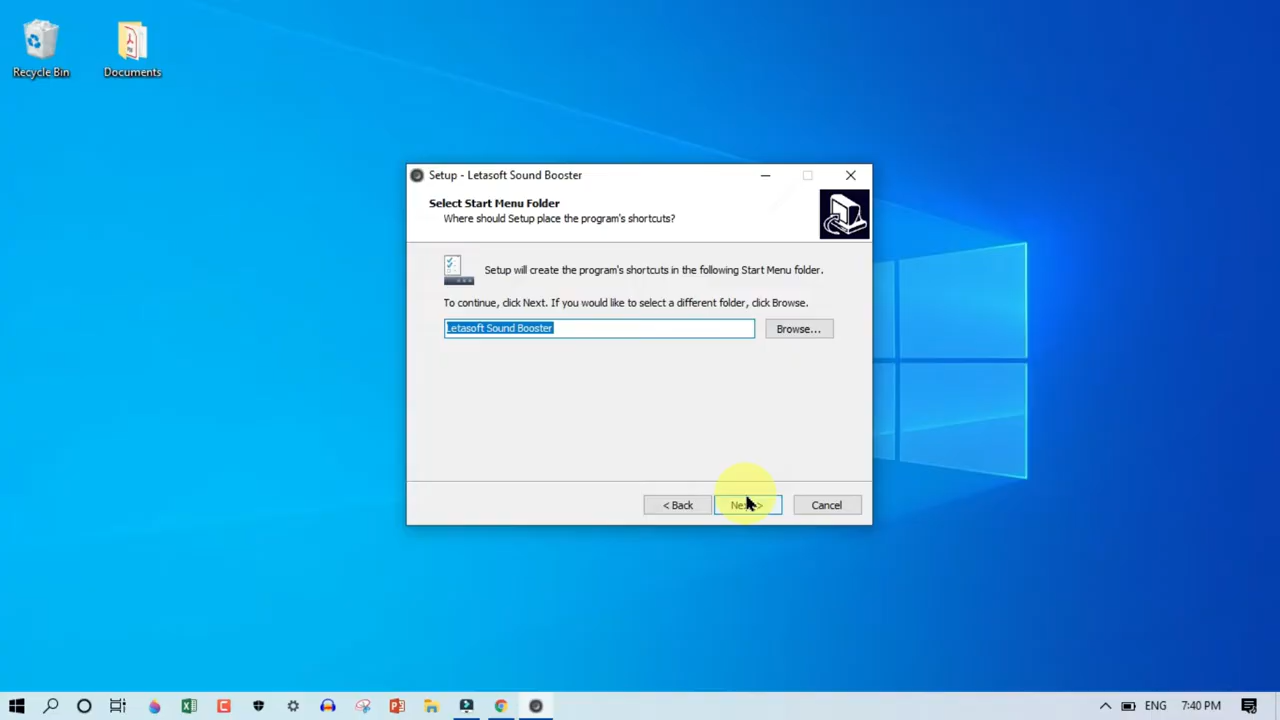 Recycle Bin
Documents
Setup - Letasoft Sound Booster
Select Start Menu Folder
Where should Setup place the program's shortcuts?
Setup will create the program's shortcuts in the following Start Menu folder.
To continue, click Next. If you would like to select a different folder, click Browse.
Letasoft Sound Booster
Browse...
< Back
Next >
Cancel
ENG
7:40 PM